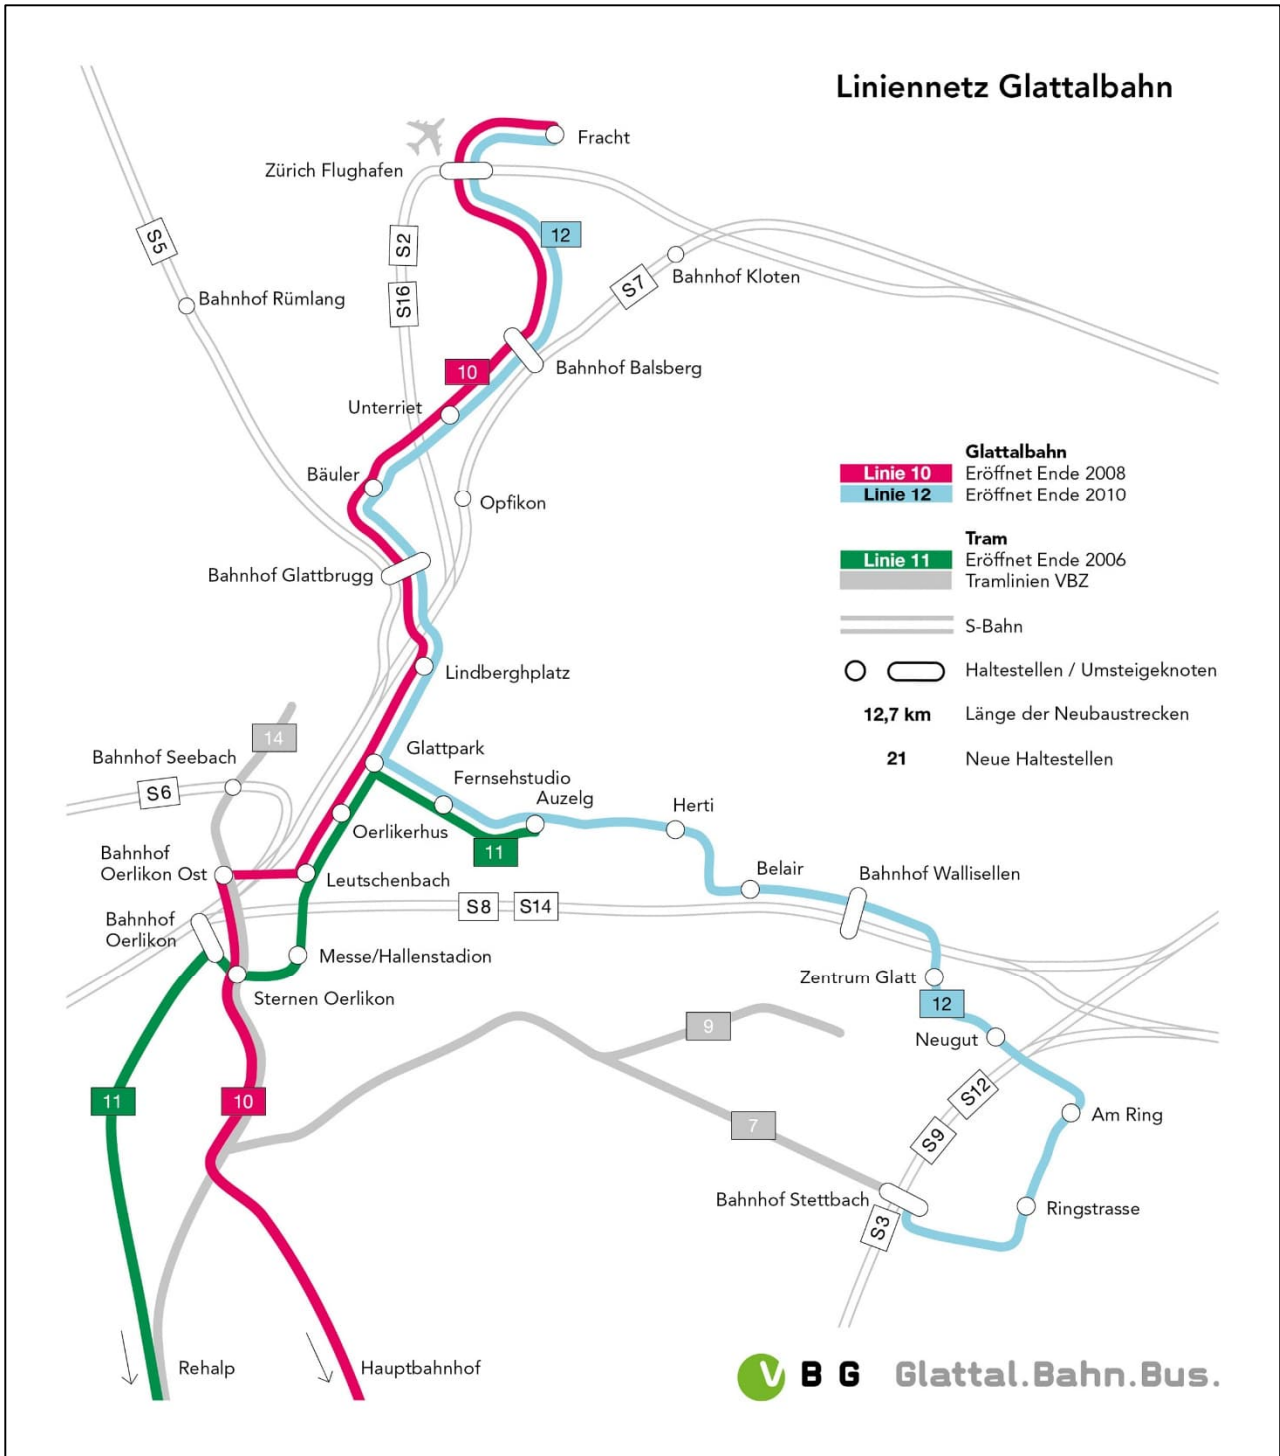 Liniennetz Glattalbahn
Fracht
Zürich Flughafen
12
S5
S2
S7
Bahnhof Kloten
Bahnhof Rümlang
S16
10
Bahnhof Balsberg
Unterriet
Bäuler
Opfikon
Glattalbahn
Linie 10 Eröffnet Ende 2008
Linie 12 Eröffnet Ende 2010
Tram
Linie 11 Eröffnet Ende 2006
Tramlinien VBZ
S-Bahn
Haltestellen / Umsteigeknoten
12,7 km Länge der Neubaustrecken
21 Neue Haltestellen
Bahnhof Glattbrugg
Lindberghplatz
14
Bahnhof Seebach
S6
Glattpark
Fernsehstudio
Auzelg
Herti
Oerlikerhus
11
Bahnhof
Oerlikon Ost
Leutschenbach
Belair
Bahnhof Wallisellen
S8
S14
Bahnhof
Oerlikon
Messe/Hallenstadion
Sternen Oerlikon
Zentrum Glatt
12
9
Neugut
11
10
S12
Am Ring
7
S9
Bahnhof Stettbach
Ringstrasse
S3
Rehalp
Hauptbahnhof
V B G Glattal.Bahn.Bus.